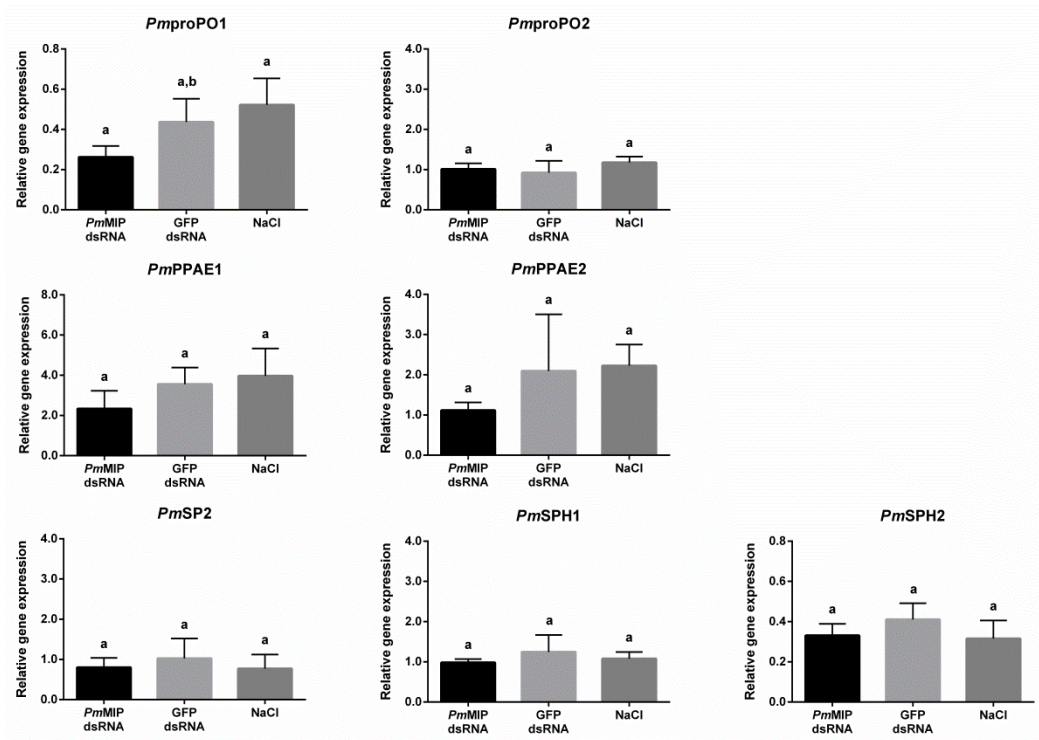 PmproPO1
Relative gene expression
0.8
0.6
0.4
0.2
0.0
a
a,b
a
PmMIP
dsRNA
GFP
dsRNA
NaCl
PmproPO2
Relative gene expression
4.0
3.0
2.0
1.0
0.0
a
a
a
PmMIP
dsRNA
GFP
dsRNA
NaCl
PmPPAE1
Relative gene expression
8.0
6.0
4.0
2.0
0.0
a
a
a
PmMIP
dsRNA
GFP
dsRNA
NaCl
PmPPAE2
Relative gene expression
4.0
3.0
2.0
1.0
0.0
a
a
a
PmMIP
dsRNA
GFP
dsRNA
NaCl
PmSP2
Relative gene expression
4.0
3.0
2.0
1.0
0.0
a
a
a
PmMIP
dsRNA
GFP
dsRNA
NaCl
PmSPH1
Relative gene expression
4.0
3.0
2.0
1.0
0.0
a
a
a
PmMIP
dsRNA
GFP
dsRNA
NaCl
PmSPH2
Relative gene expression
0.8
0.6
0.4
0.2
0.0
a
a
a
PmMIP
dsRNA
GFP
dsRNA
NaCl